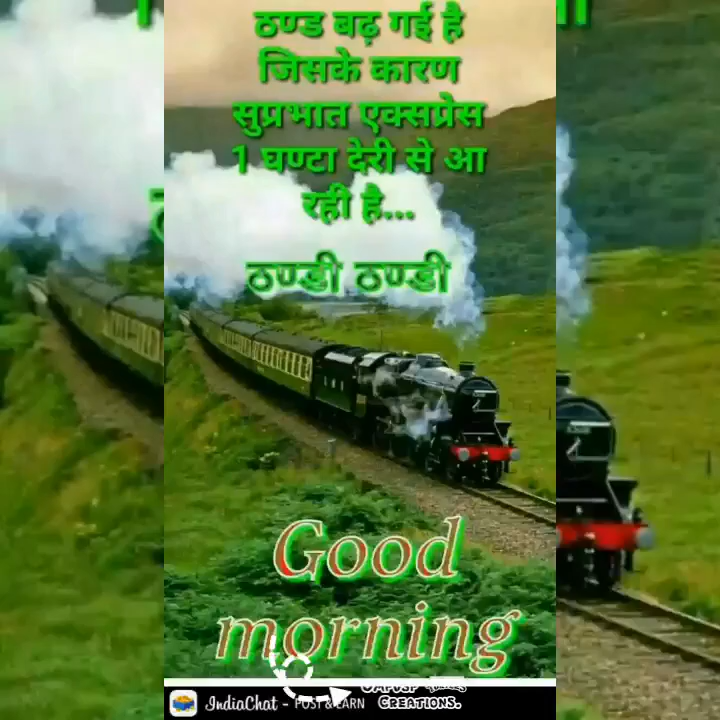 ठण्ड बढ़ गई है
जिसके कारण
सुप्रभात एक्सप्रेस
1 घण्टा देरी से आ
रही है...
ठण्डी ठण्डी
Good
morning
IndiaChat - POST & EARN CREATIONS.